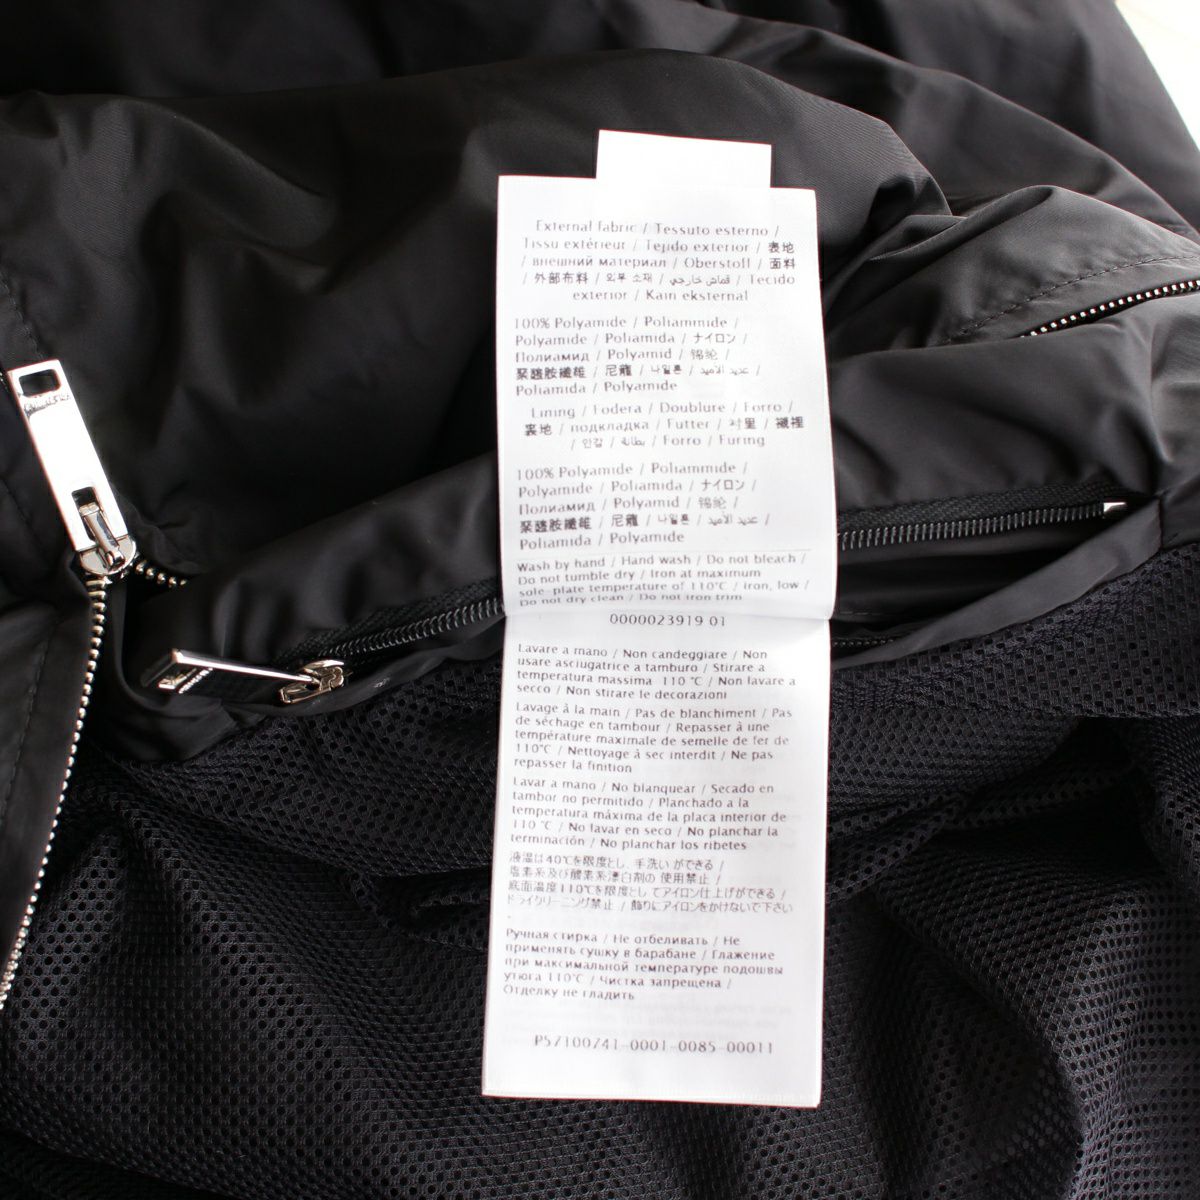 External fabric / Tessuto esterno /
Tissu extérieur / Tejido exterior / 表地
/ внешний материал / Oberstoff / 面料
/ 外部布料 / 외부 소재 / قماش خارجي / Tecido
exterior / Kain eksternal
100% Polyamide / Poliammide /
Polyamide / Poliamida / ナイロン /
Полиамид / Polyamid / 锦纶 /
聚醯胺纖維 / 尼龍 / 나일론 / عديد الأميد /
Poliamida / Polyamide
Lining / Fodera / Doublure / Forro /
裏地 / подкладка / Futter / 衬里 / 襯裡
/ 안감 / بطانة / Forro / Furing
100% Polyamide / Poliammide /
Polyamide / Poliamida / ナイロン /
Полиамид / Polyamid / 锦纶 /
聚醯胺纖維 / 尼龍 / 나일론 / عديد الأميد /
Poliamida / Polyamide
Wash by hand / Hand wash / Do not bleach /
Do not tumble dry / Iron at maximum
sole-plate temperature of 110°C / iron, low /
Do not dry clean / Do not iron trim
0000023919 01
Lavare a mano / Non candeggiare / Non
usare asciugatrice a tamburo / Stirare a
temperatura massima 110 °C / Non lavare a
secco / Non stirare le decorazioni
Lavage à la main / Pas de blanchiment / Pas
de séchage en tambour / Repasser à une
température maximale de semelle de fer de
110°C / Nettoyage à sec interdit / Ne pas
repasser la finition
Lavar a mano / No blanquear / Secado en
tambor no permitido / Planchado a la
temperatura máxima de la placa interior de
110 °C / No lavar en seco / No planchar la
terminación / No planchar los ribetes
液温は40℃を限度とし、手洗い ができる /
塩素系及び酸素系漂白剤の 使用禁止 /
底面温度110℃を限度とし てアイロン仕上げができる /
ドライクリーニング禁止 / 飾りにアイロンをかけないで下さい
Ручная стирка / Не отбеливать / Не
применять сушку в барабане / Глажение
при максимальной температуре подошвы
утюга 110°C / Чистка запрещена /
Отделку не гладить
P57100741-0001-0085-00011